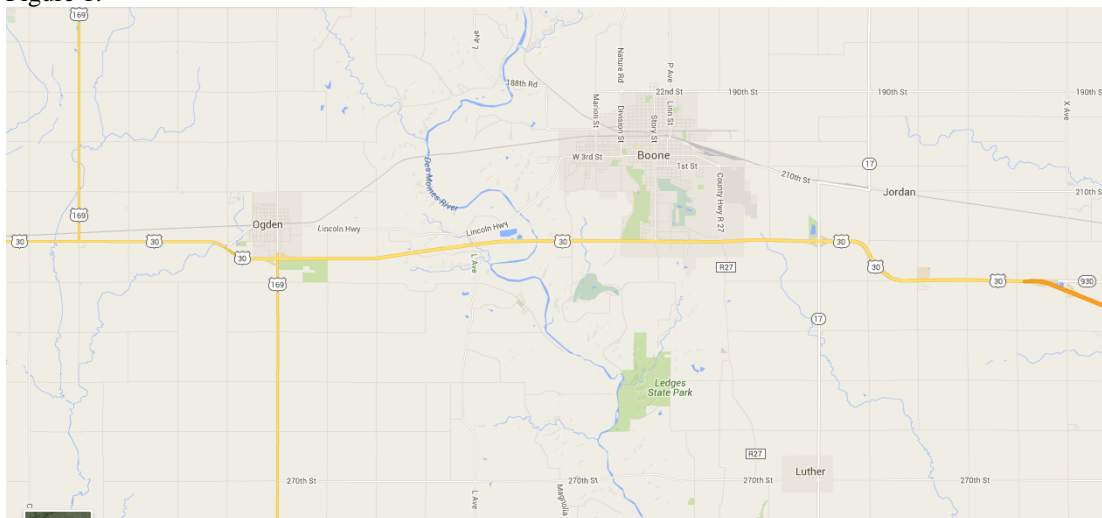 Figure 1.
169
L Ave
188th Rd
Nature Rd
P Ave
22nd St
190th St
190th St
190th S
Marion St
Division St
Story St
Linn St
X Ave
W 3rd St
Boone
1st St
17
210th St
Jordan
210th S
County Hwy R 27
Des Moines River
169
Ogden
Lincoln Hwy
Lincoln Hwy
30
30
30
30
30
L Ave
R27
30
30
930
169
17
Ledges
State Park
R27
Luther
270th St
270th St
270th St
270th St
L Ave
Magnolia